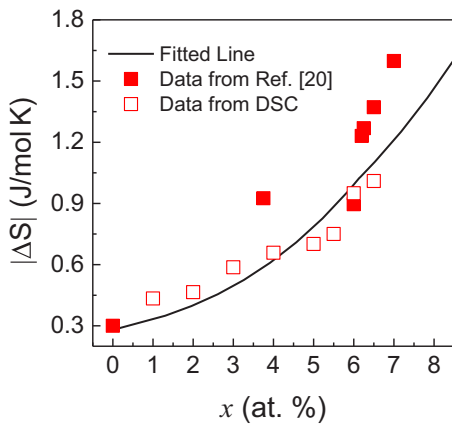 1.8
1.5
1.2
0.9
0.6
0.3
|ΔS| (J/mol K)
Fitted Line
Data from Ref. [20]
Data from DSC
0 1 2 3 4 5 6 7 8
x (at. %)